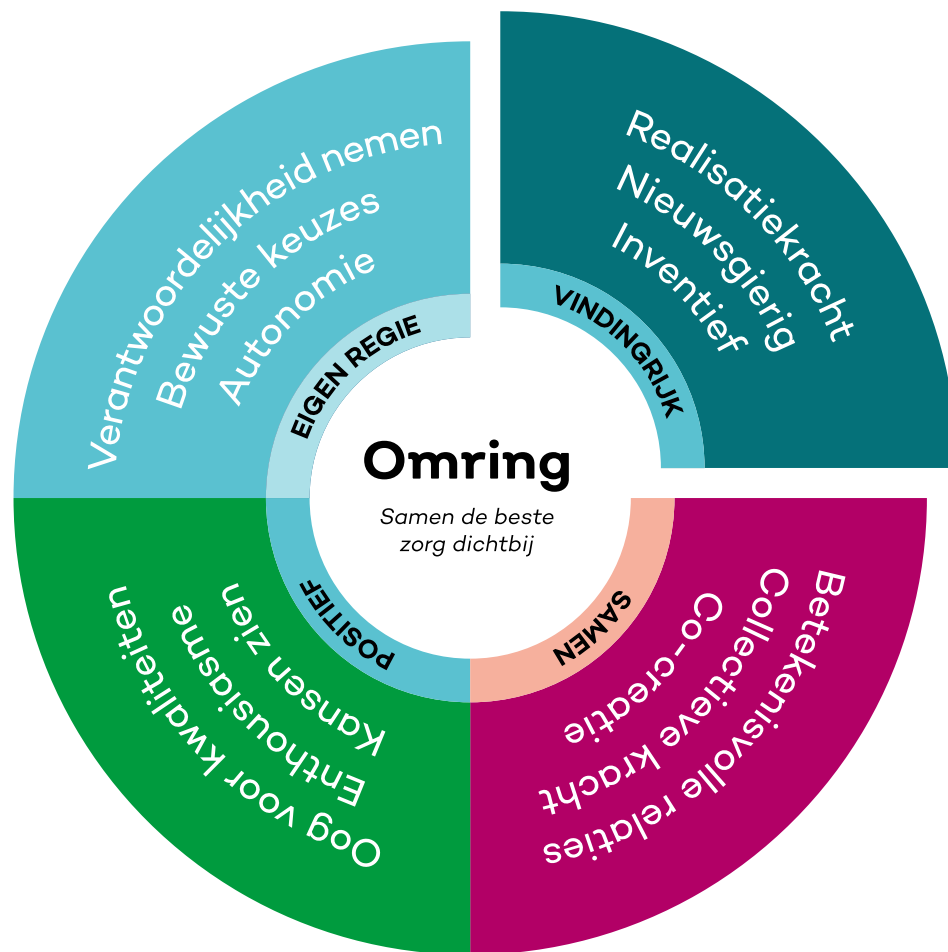 Verantwoordelijkheid nemen
Bewuste keuzes
Autonomie
EIGEN REGIE
Realisatiekracht
Nieuwsgierig
Inventief
VINDINGRIJK
Omring
Samen de beste
zorg dichtbij
Betekenisvolle relaties
Collectieve kracht
Co-creatie
SAMEN
Oog voor kwaliteiten
Enthousiasme
Kansen zien
POSITIEF